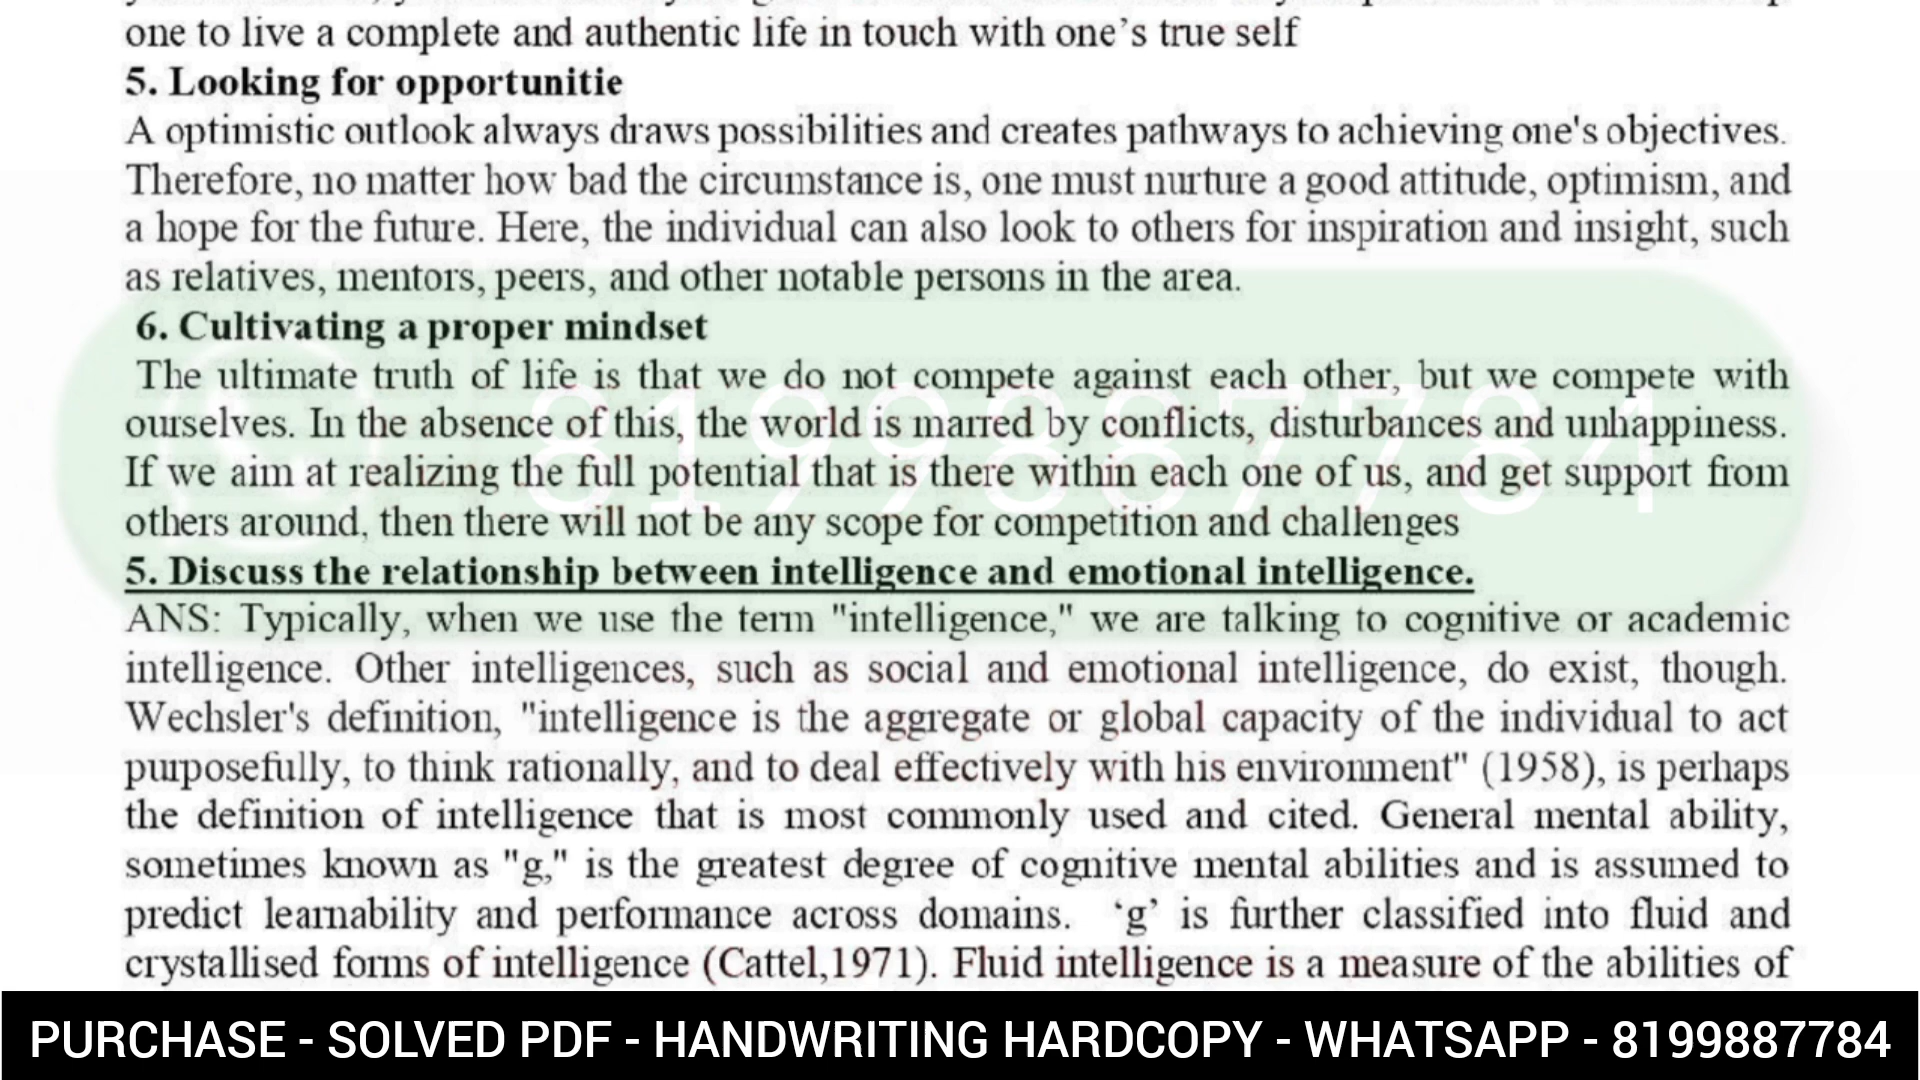 one to live a complete and authentic life in touch with one’s true self
5. Looking for opportunitie
A optimistic outlook always draws possibilities and creates pathways to achieving one's objectives.
Therefore, no matter how bad the circumstance is, one must nurture a good attitude, optimism, and
a hope for the future. Here, the individual can also look to others for inspiration and insight, such
as relatives, mentors, peers, and other notable persons in the area.
6. Cultivating a proper mindset
The ultimate truth of life is that we do not compete against each other, but we compete with
ourselves. In the absence of this, the world is marred by conflicts, disturbances and unhappiness.
If we aim at realizing the full potential that is there within each one of us, and get support from
others around, then there will not be any scope for competition and challenges
8199887784
5. Discuss the relationship between intelligence and emotional intelligence.
ANS: Typically, when we use the term "intelligence," we are talking to cognitive or academic
intelligence. Other intelligences, such as social and emotional intelligence, do exist, though.
Wechsler's definition, "intelligence is the aggregate or global capacity of the individual to act
purposefully, to think rationally, and to deal effectively with his environment" (1958), is perhaps
the definition of intelligence that is most commonly used and cited. General mental ability,
sometimes known as "g," is the greatest degree of cognitive mental abilities and is assumed to
predict learnability and performance across domains. ‘g’ is further classified into fluid and
crystallised forms of intelligence (Cattel,1971). Fluid intelligence is a measure of the abilities of
PURCHASE - SOLVED PDF - HANDWRITING HARDCOPY - WHATSAPP - 8199887784